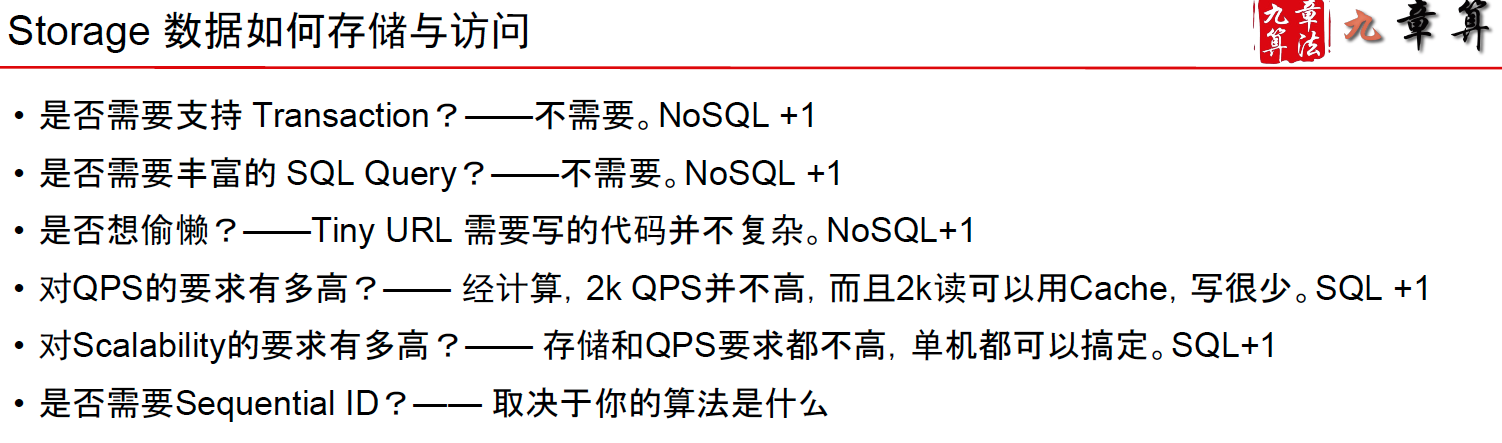 Storage 数据如何存储与访问
九章算法
九章算
• 是否需要支持 Transaction？——不需要。NoSQL +1
• 是否需要丰富的 SQL Query？——不需要。NoSQL +1
• 是否想偷懒？——Tiny URL 需要写的代码并不复杂。NoSQL+1
• 对QPS的要求有多高？—— 经计算，2k QPS并不高，而且2k读可以用Cache，写很少。SQL +1
• 对Scalability的要求有多高？—— 存储和QPS要求都不高，单机都可以搞定。SQL+1
• 是否需要Sequential ID？—— 取决于你的算法是什么